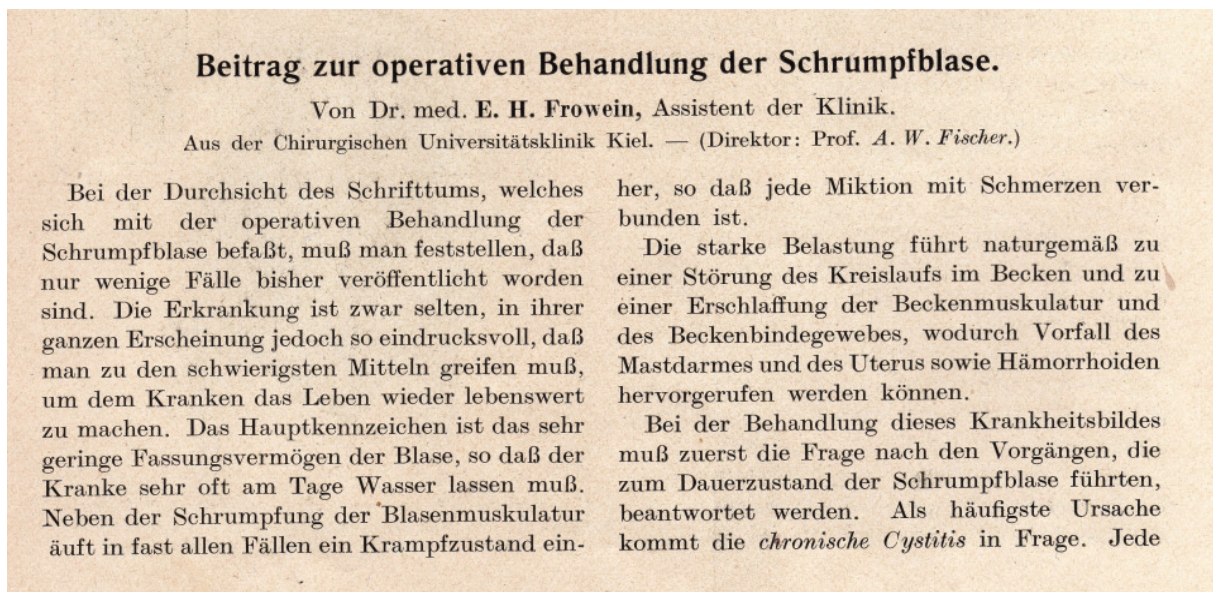 Beitrag zur operativen Behandlung der Schrumpfblase.
Von Dr. med. E. H. Frowein, Assistent der Klinik.
Aus der Chirurgischen Universitätsklinik Kiel. — (Direktor: Prof. A. W. Fischer.)
Bei der Durchsicht des Schrifttums, welches
sich mit der operativen Behandlung der
Schrumpfblase befaßt, muß man feststellen, daß
nur wenige Fälle bisher veröffentlicht worden
sind. Die Erkrankung ist zwar selten, in ihrer
ganzen Erscheinung jedoch so eindrucksvoll, daß
man zu den schwierigsten Mitteln greifen muß,
um dem Kranken das Leben wieder lebenswert
zu machen. Das Hauptkennzeichen ist das sehr
geringe Fassungsvermögen der Blase, so daß der
Kranke sehr oft am Tage Wasser lassen muß.
Neben der Schrumpfung der Blasenmuskulatur
äuft in fast allen Fällen ein Krampfzustand ein-
her, so daß jede Miktion mit Schmerzen ver-
bunden ist.
Die starke Belastung führt naturgemäß zu
einer Störung des Kreislaufs im Becken und zu
einer Erschlaffung der Beckenmuskulatur und
des Beckenbindegewebes, wodurch Vorfall des
Mastdarmes und des Uterus sowie Hämorrhoiden
hervorgerufen werden können.
Bei der Behandlung dieses Krankheitsbildes
muß zuerst die Frage nach den Vorgängen, die
zum Dauerzustand der Schrumpfblase führten,
beantwortet werden. Als häufigste Ursache
kommt die chronische Cystitis in Frage. Jede